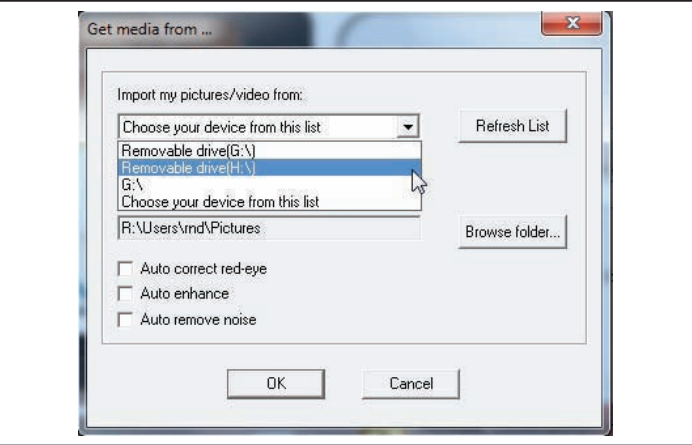 Get media from ...
Import my pictures/video from:
Choose your device from this list
Refresh List
Removable drive(G:\)
Removable drive(H:\)
G:\
Choose your device from this list
R:\Users\rnd\Pictures
Browse folder...
Auto correct red-eye
Auto enhance
Auto remove noise
OK
Cancel